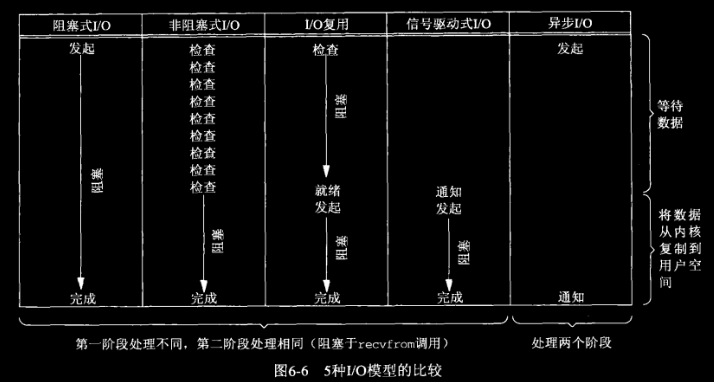 阻塞式I/O 非阻塞式I/O I/O复用 信号驱动式I/O 异步I/O
发起 检查 检查 发起
检查
检查
检查
检查
检查
检查
检查
检查
阻塞
阻塞
等待
数据
就绪 通知
发起 发起
阻塞 阻塞 阻塞
将数据
从内核
复制到
用户空
间
完成 完成 完成 完成 通知
第一阶段处理不同，第二阶段处理相同（阻塞于recvfrom调用） 处理两个阶段
图6-6 5种I/O模型的比较